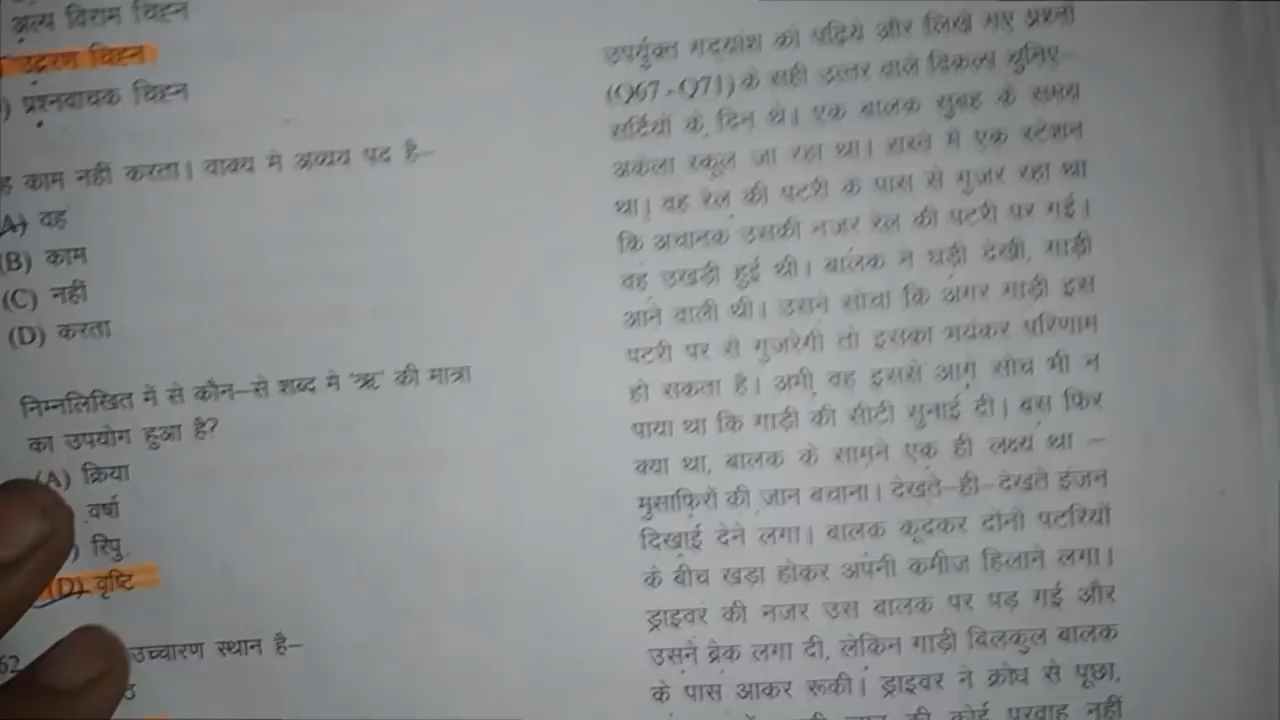 अल्प विराम चिह्न
उद्धरण चिह्न
) प्रश्नवाचक चिह्न
काम नहीं करता। वाक्य में अव्यय पद है–
(A) वह
(B) काम
(C) नहीं
(D) करता
निम्नलिखित में से कौन–से शब्द में 'ऋ' की मात्रा
का उपयोग हुआ है?
(A) क्रिया
वर्षा
) रिपु
(D) वृष्टि
62 उच्चारण स्थान है–
उपर्युक्त गद्यांश को पढ़िये और लिखे गए प्रश्नों
(Q67-Q71) के सही उत्तर वाले विकल्प चुनिए–
सर्दियों के दिन थे। एक बालक सुबह के समय
अकेला स्कूल जा रहा था। रास्ते में एक स्टेशन
था। वह रेल की पटरी के पास से गुजर रहा था
कि अचानक उसकी नजर रेल की पटरी पर गई।
वह उखड़ी हुई थी। बालक ने घड़ी देखी, गाड़ी
आने वाली थी। उसने सोचा कि अगर गाड़ी इस
पटरी पर से गुजरेगी तो इसका भयंकर परिणाम
हो सकता है। अभी वह इससे आगे सोच भी न
पाया था कि गाड़ी की सीटी सुनाई दी। बस फिर
क्या था, बालक के सामने एक ही लक्ष्य था –
मुसाफिरों की जान बचाना। देखते–ही–देखते इंजन
दिखाई देने लगा। बालक कूदकर दोनों पटरियों
के बीच खड़ा होकर अपनी कमीज हिलाने लगा।
ड्राइवर की नजर उस बालक पर पड़ गई और
उसने ब्रेक लगा दी, लेकिन गाड़ी बिलकुल बालक
के पास आकर रूकी। ड्राइवर ने क्रोध से पूछा,
की कोई परवाह नहीं